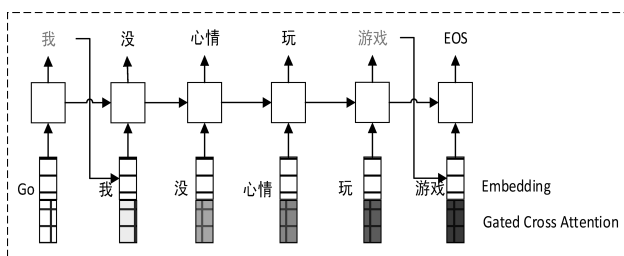 我 没 心情 玩 游戏 EOS
Go 我 没 心情 玩 游戏 Embedding
Gated Cross Attention